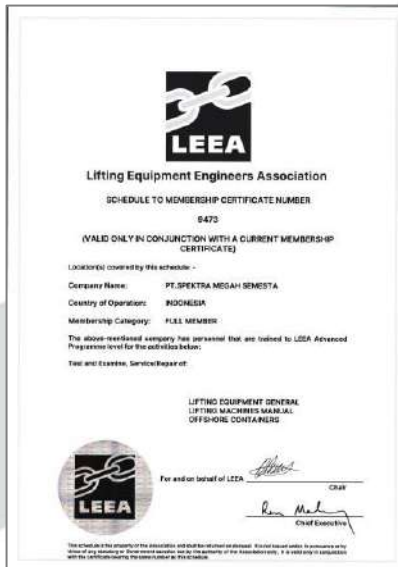 LEEA
Lifting Equipment Engineers Association
SCHEDULE TO MEMBERSHIP CERTIFICATE NUMBER
9473
(VALID ONLY IN CONJUNCTION WITH A CURRENT MEMBERSHIP
CERTIFICATE)
Location(s) covered by this schedule -
Company Name: PT.SPEKTRA MEGAH SEMESTA
Country of Operation: INDONESIA
Membership Category: FULL MEMBER
The above-mentioned company has personnel that are trained to LEEA Advanced
Programme level for the activities below:
Test and Examine, Service/Repair of:
LIFTING EQUIPMENT GENERAL
LIFTING MACHINES MANUAL
OFFSHORE CONTAINERS
For and on behalf of LEEA
Chair
LEEA
Chief Executive